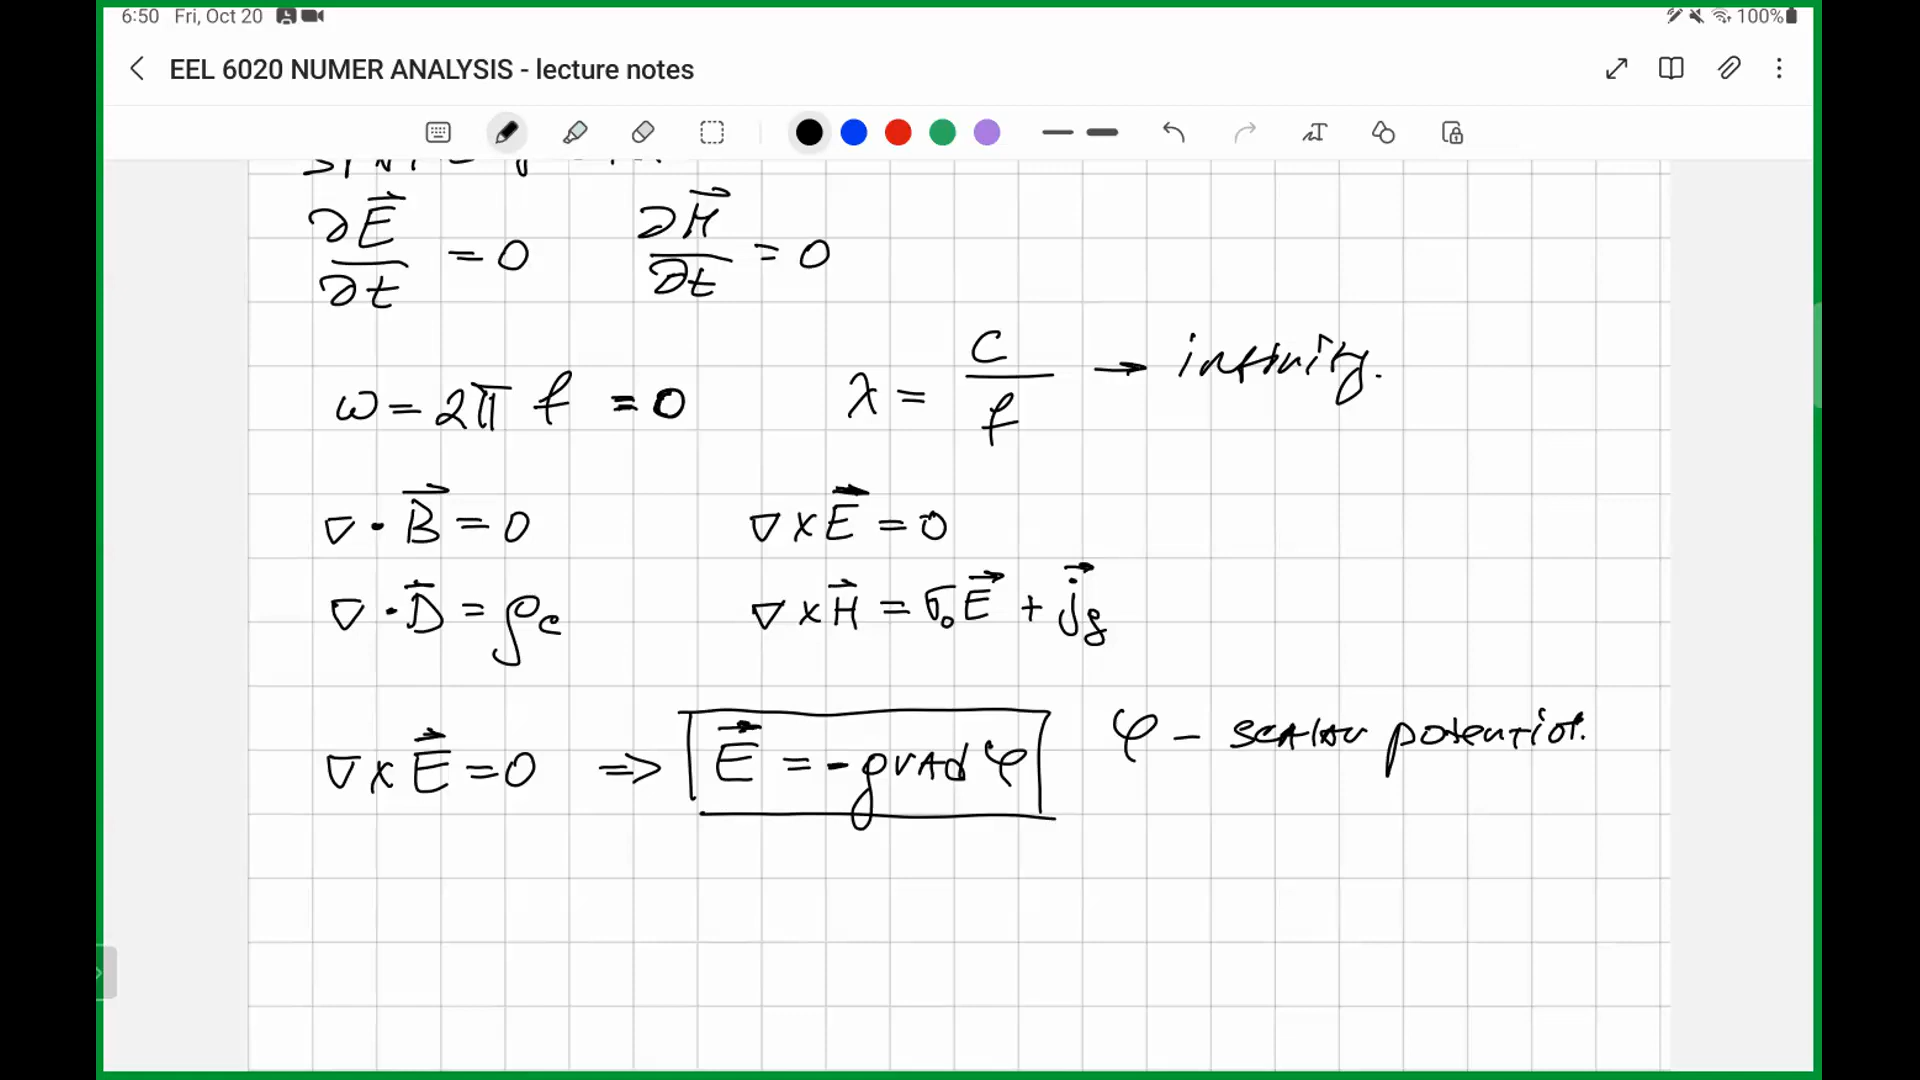 6:50 Fri, Oct 20 100%
EEL 6020 NUMER ANALYSIS - lecture notes
∂E⃗/∂t = 0 ∂H⃗/∂t = 0
ω = 2π f = 0 λ = c/f → infinity.
∇ · B⃗ = 0 ∇ × E⃗ = 0
∇ · D⃗ = ρc ∇ × H⃗ = σ₀E⃗ + j⃗g
∇ × E⃗ = 0 => E⃗ = - grad φ φ - scalar potential.